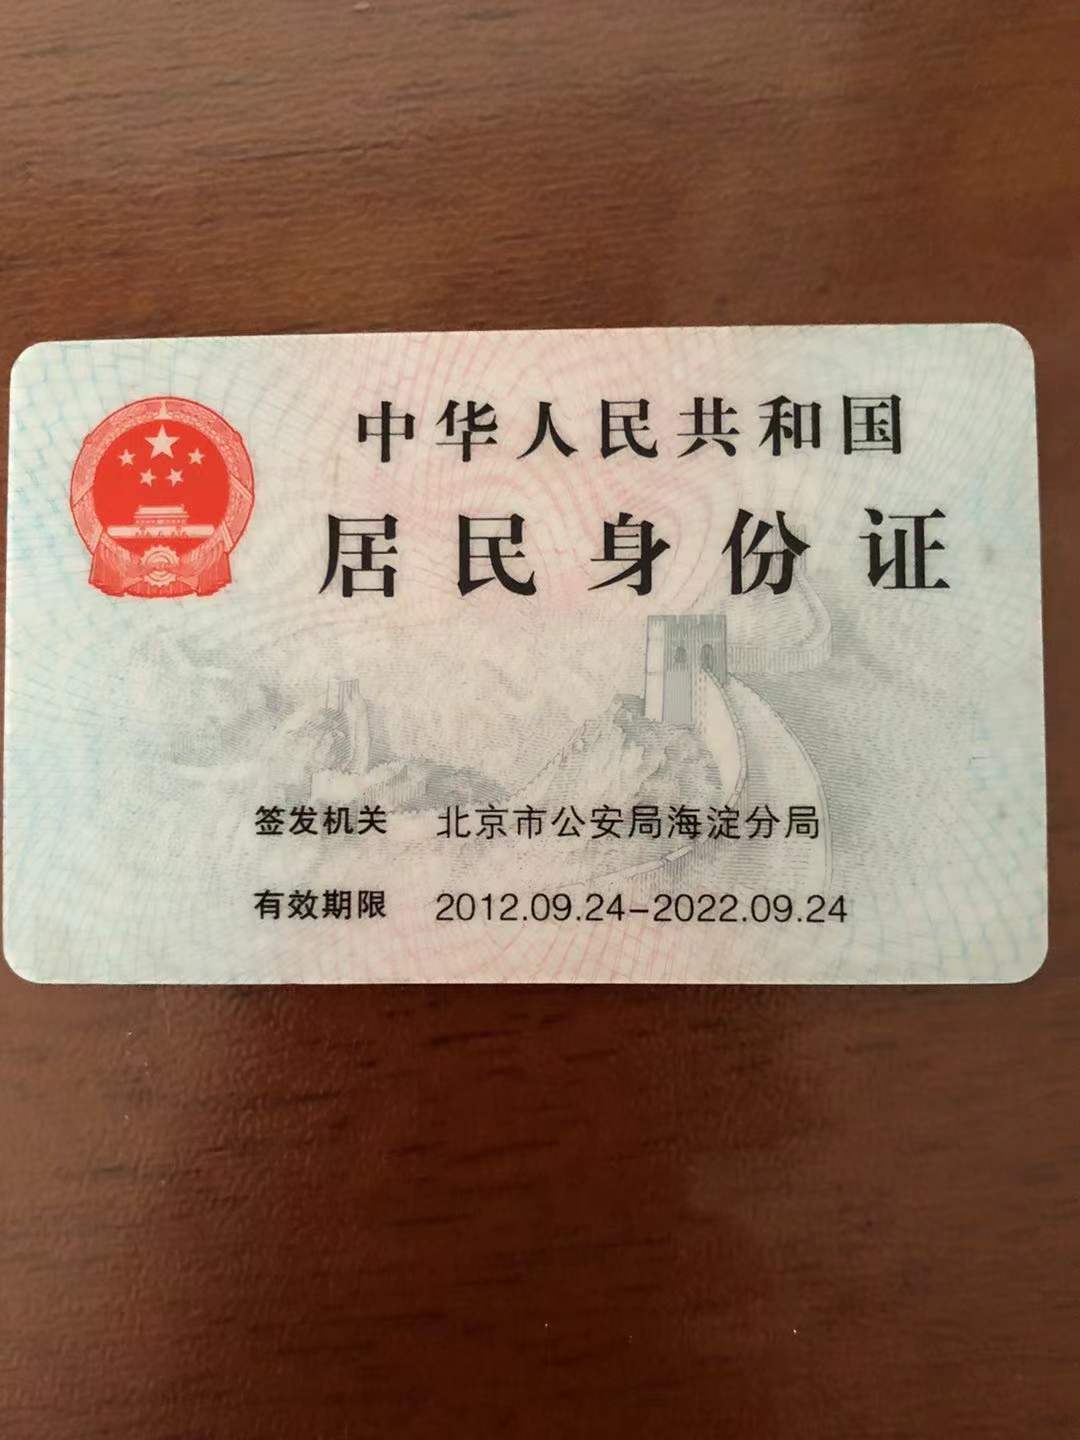 中华人民共和国
居民身份证
签发机关 北京市公安局海淀分局
有效期限 2012.09.24-2022.09.24